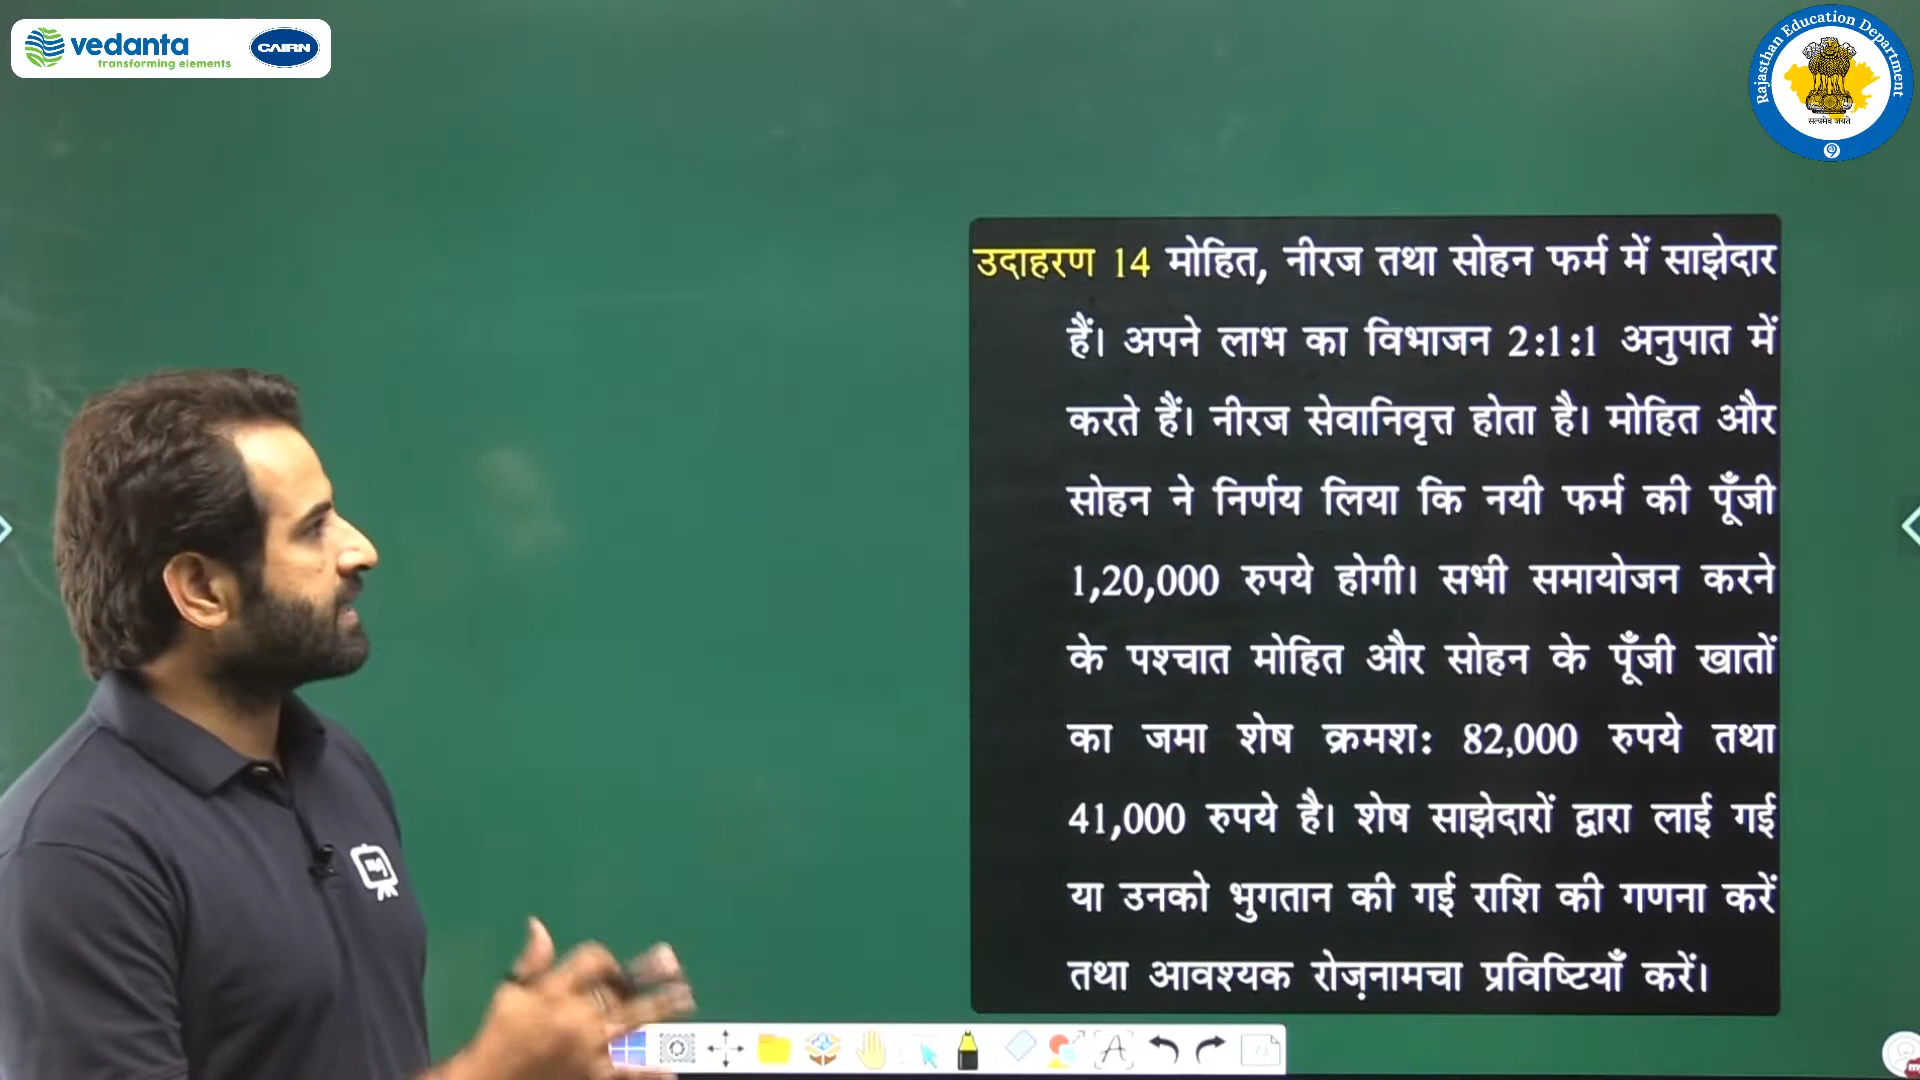 vedanta
transforming elements
CAIRN
Rajasthan Education Department
सत्यमेव जयते
उदाहरण 14 मोहित, नीरज तथा सोहन फर्म में साझेदार
हैं। अपने लाभ का विभाजन 2:1:1 अनुपात में
करते हैं। नीरज सेवानिवृत्त होता है। मोहित और
सोहन ने निर्णय लिया कि नयी फर्म की पूँजी
1,20,000 रुपये होगी। सभी समायोजन करने
के पश्चात मोहित और सोहन के पूँजी खातों
का जमा शेष क्रमश: 82,000 रुपये तथा
41,000 रुपये है। शेष साझेदारों द्वारा लाई गई
या उनको भुगतान की गई राशि की गणना करें
तथा आवश्यक रोज़नामचा प्रविष्टियाँ करें।